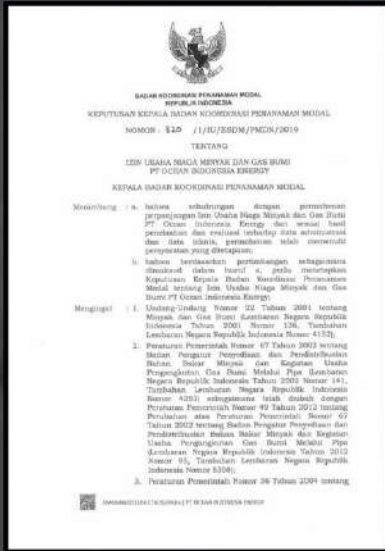 BADAN KOORDINASI PENANAMAN MODAL
REPUBLIK INDONESIA
KEPUTUSAN KEPALA BADAN KOORDINASI PENANAMAN MODAL
NOMOR : 820 /1/IU/ESDM/PMDN/2019
TENTANG
IZIN USAHA NIAGA MINYAK DAN GAS BUMI
PT OCEAN INDONESIA ENERGY
KEPALA BADAN KOORDINASI PENANAMAN MODAL
Menimbang : a. bahwa sehubungan dengan permohonan
perpanjangan Izin Usaha Niaga Minyak dan Gas Bumi
PT Ocean Indonesia Energy dan sesuai hasil
penelitian dan evaluasi terhadap data administrasi
dan data teknis, permohonan telah memenuhi
persyaratan yang ditetapkan;
b. bahwa berdasarkan pertimbangan sebagaimana
dimaksud dalam huruf a, perlu menetapkan
Keputusan Kepala Badan Koordinasi Penanaman
Modal tentang Izin Usaha Niaga Minyak dan Gas
Bumi PT Ocean Indonesia Energy;
Mengingat : 1. Undang-Undang Nomor 22 Tahun 2001 tentang
Minyak dan Gas Bumi (Lembaran Negara Republik
Indonesia Tahun 2001 Nomor 136, Tambahan
Lembaran Negara Republik Indonesia Nomor 4152);
2. Peraturan Pemerintah Nomor 67 Tahun 2002 tentang
Badan Pengatur Penyediaan dan Pendistribusian
Bahan Bakar Minyak dan Kegiatan Usaha
Pengangkutan Gas Bumi Melalui Pipa (Lembaran
Negara Republik Indonesia Tahun 2002 Nomor 141,
Tambahan Lembaran Negara Republik Indonesia
Nomor 4253) sebagaimana telah diubah dengan
Peraturan Pemerintah Nomor 49 Tahun 2012 tentang
Perubahan atas Peraturan Pemerintah Nomor 67
Tahun 2002 tentang Badan Pengatur Penyediaan dan
Pendistribusian Bahan Bakar Minyak dan Kegiatan
Usaha Pengangkutan Gas Bumi Melalui Pipa
(Lembaran Negara Republik Indonesia Tahun 2012
Nomor 95, Tambahan Lembaran Negara Republik
Indonesia Nomor 5308);
3. Peraturan Pemerintah Nomor 36 Tahun 2004 tentang
PT OCEAN INDONESIA ENERGY